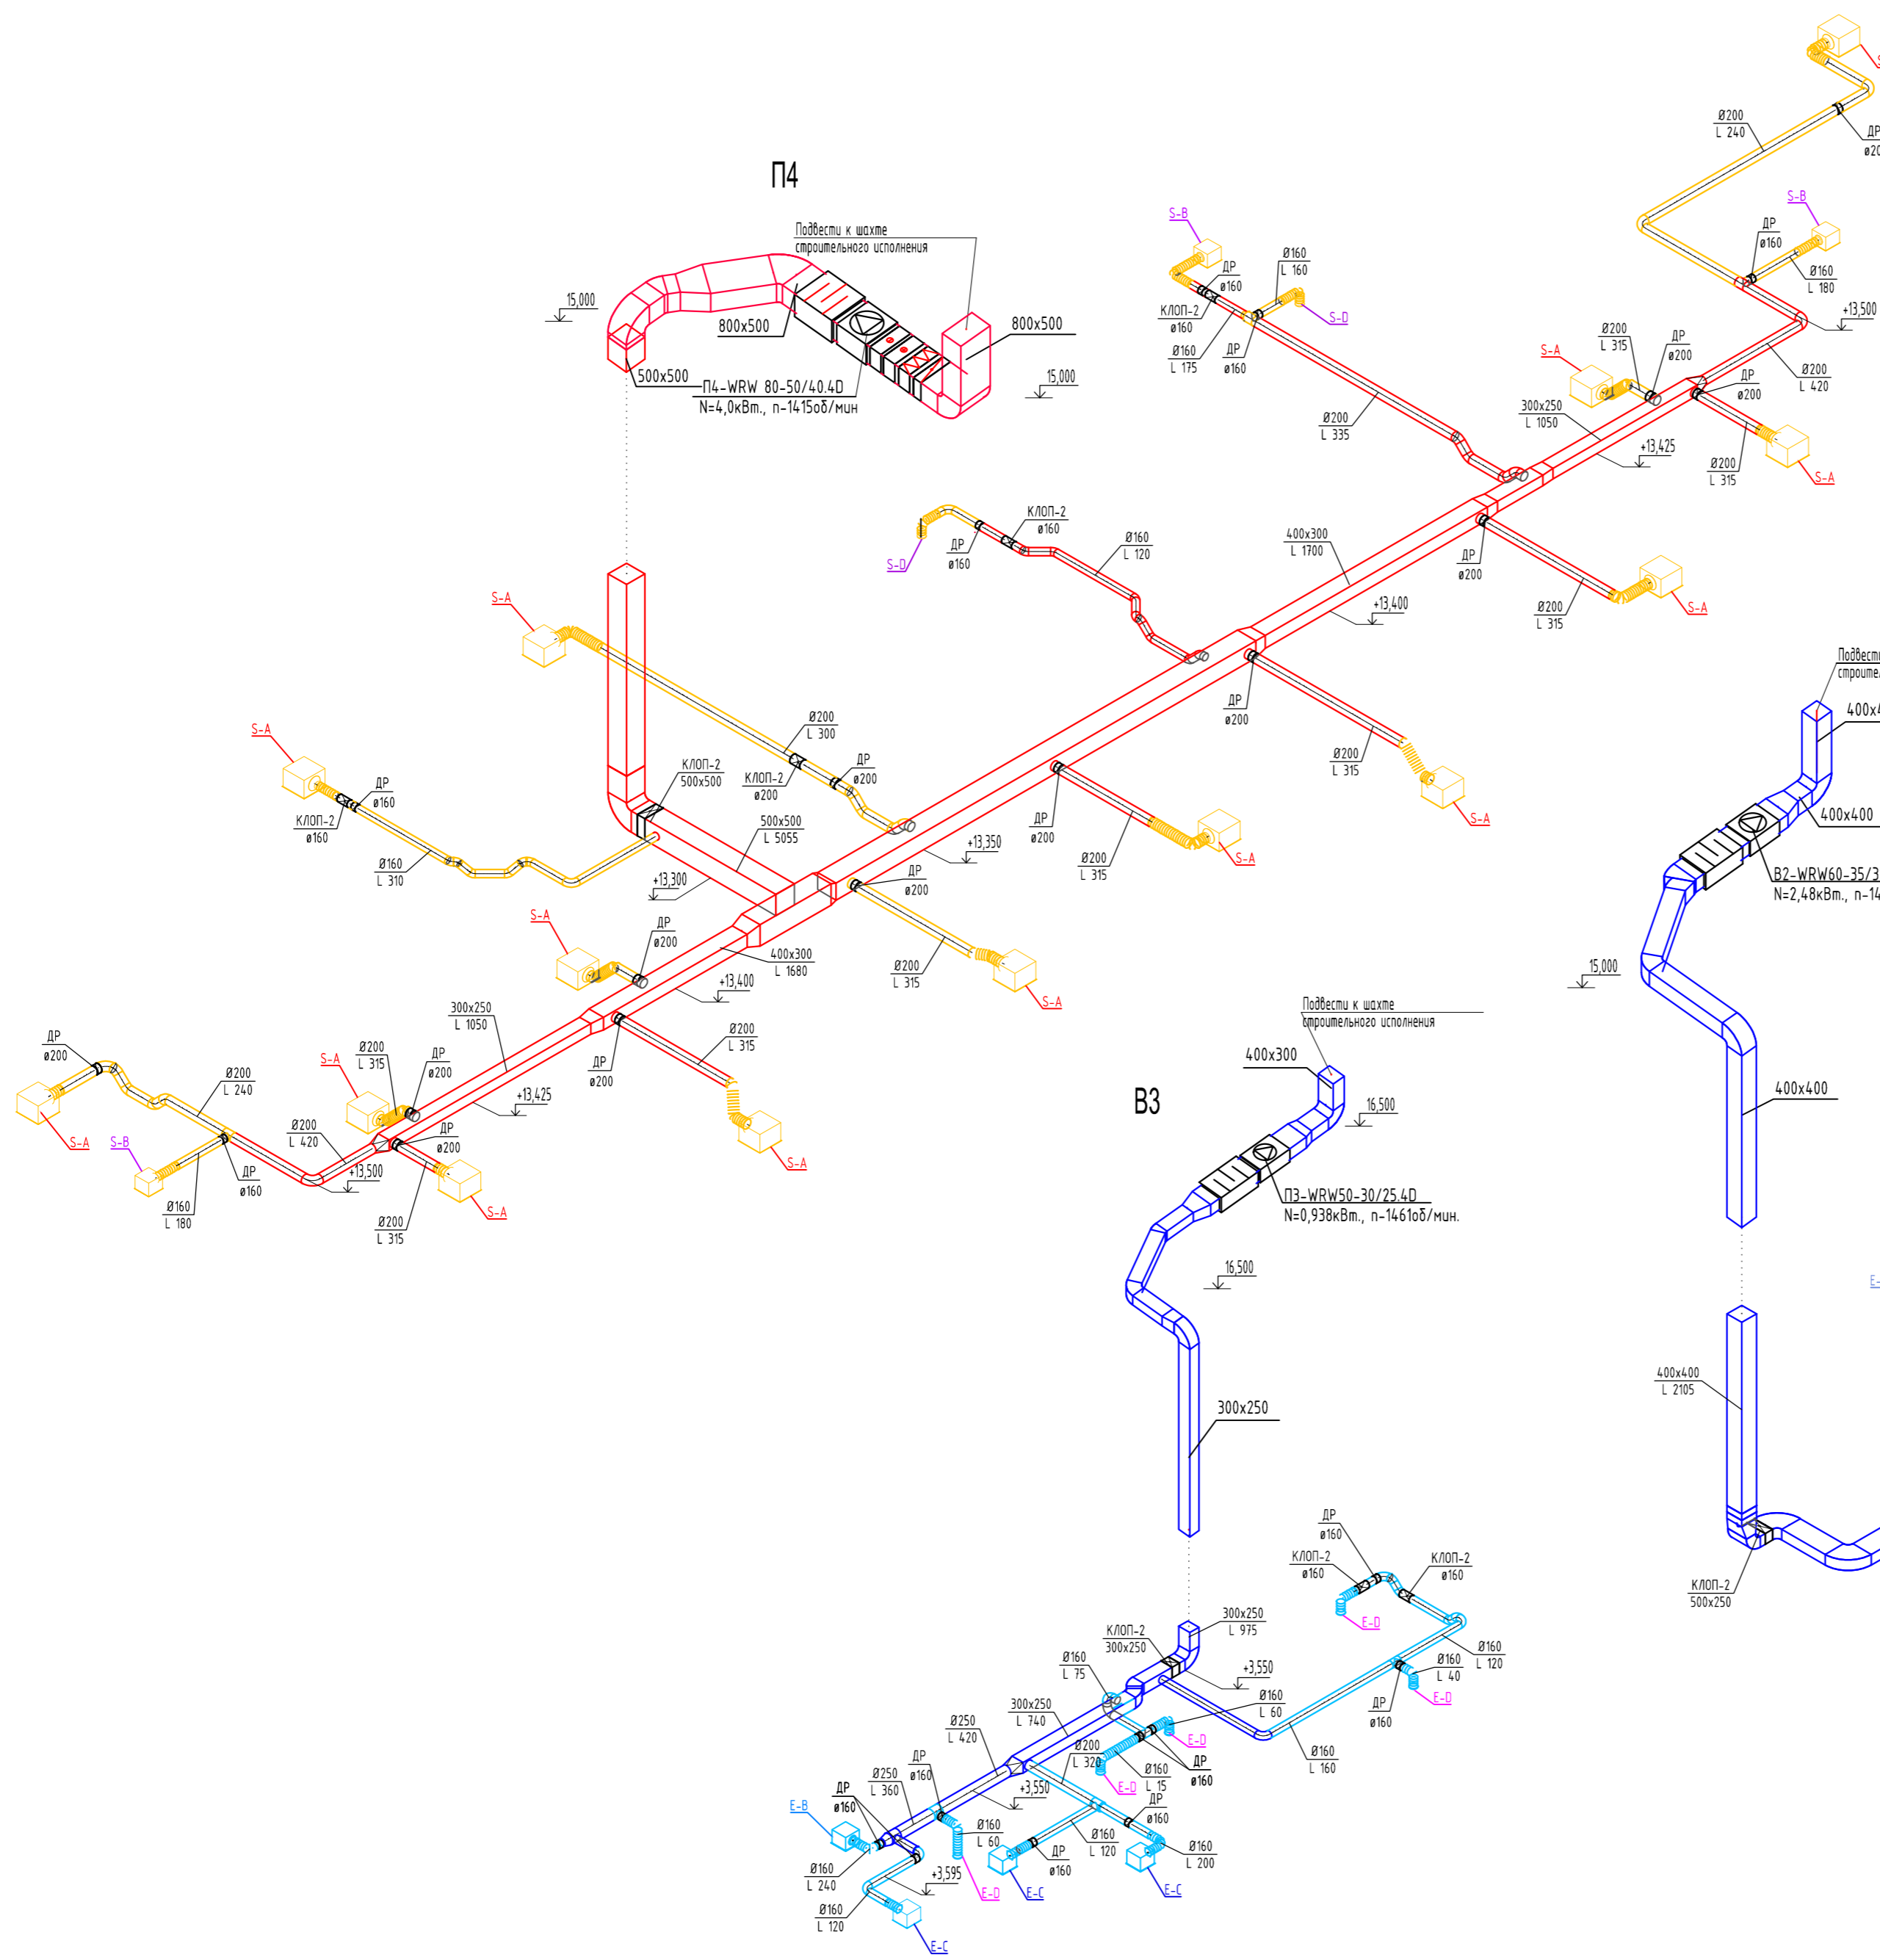 П4
Подвести к шахте
строительного исполнения
15,000
800x500
800x500
500x500
П4-WRW 80-50/40.4D
N=4,0кВт., n-1415об/мин
15,000
S-B
ДР
ø160
Ø160
L 160
КЛОП-2
ø160
S-D
Ø160
L 175
ДР
ø160
Ø200
L 335
Ø200
L 240
ДР
S-B
ДР
ø160
Ø160
L 180
+13,500
Ø200
L 315
ДР
ø200
S-A
Ø200
L 420
ДР
ø200
300x250
L 1050
+13,425
Ø200
L 315
S-A
КЛОП-2
ø160
ДР
ø160
S-D
Ø160
L 120
400x300
L 1700
ДР
ø200
+13,400
Ø200
L 315
S-A
S-A
ДР
ø200
Ø200
L 315
S-A
Ø200
L 300
КЛОП-2
ø200
ДР
ø200
S-A
ДР
ø160
КЛОП-2
ø160
Ø160
L 310
КЛОП-2
500x500
500x500
L 5055
+13,300
+13,350
ДР
ø200
Ø200
L 315
S-A
ДР
ø200
Ø200
L 315
S-A
S-A
ДР
ø200
400x300
L 1680
+13,400
300x250
L 1050
ДР
ø200
Ø200
L 315
S-A
ДР
ø200
S-A
Ø200
L 240
S-B
Ø160
L 180
ДР
ø160
Ø200
L 420
+13,500
S-A
Ø200
L 315
ДР
ø200
+13,425
ДР
ø200
Ø200
L 315
S-A
400x400
В2-WRW60-35/3
N=2,48кВт., n-14
15,000
400x400
400x400
L 2105
КЛОП-2
500x250
В3
Подвести к шахте
строительного исполнения
400x300
16,500
П3-WRW50-30/25.4D
N=0,938кВт., n-1461об/мин.
16,500
300x250
300x250
L 975
КЛОП-2
300x250
+3,550
Ø160
L 75
300x250
L 740
Ø160
L 60
E-D
ДР
ø160
КЛОП-2
ø160
КЛОП-2
ø160
E-D
Ø160
L 120
Ø160
L 40
E-D
ДР
ø160
Ø160
L 160
Ø250
L 420
Ø200
L 320
Ø160
L 15
E-D
ДР
ø160
+3,550
ДР
ø160
Ø250
L 360
ДР
ø160
E-B
Ø160
L 60
E-D
Ø160
L 120
ДР
ø160
E-C
ДР
ø160
Ø160
L 200
E-C
Ø160
L 240
+3,595
Ø160
L 120
E-C